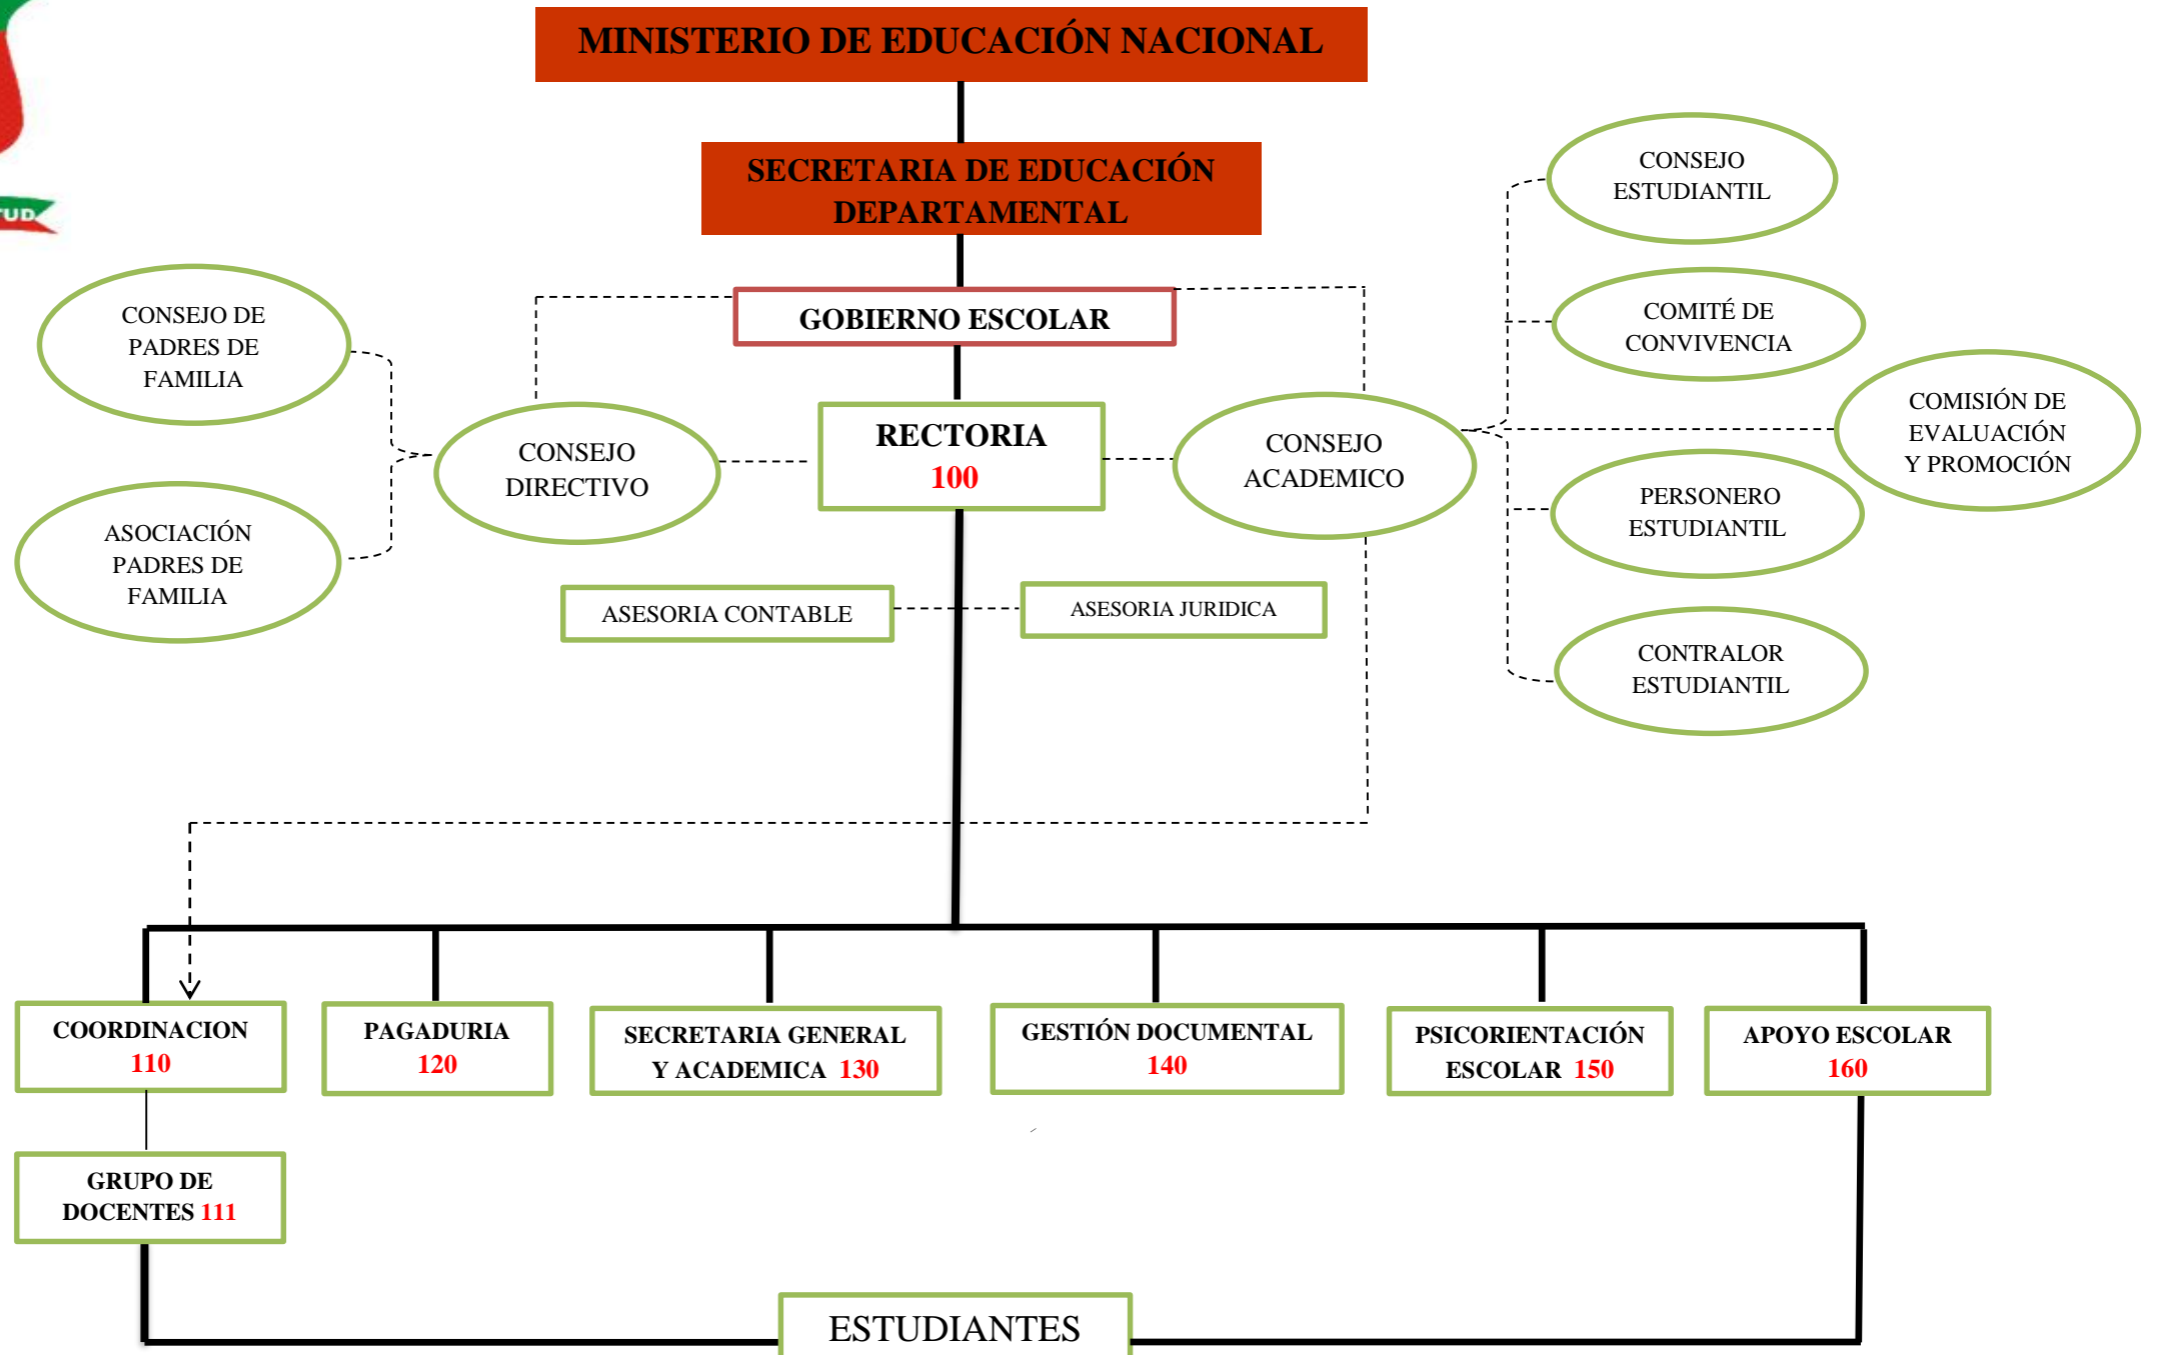 MINISTERIO DE EDUCACIÓN NACIONAL
SECRETARIA DE EDUCACIÓN
DEPARTAMENTAL
GOBIERNO ESCOLAR
CONSEJO DE
PADRES DE
FAMILIA
ASOCIACIÓN
PADRES DE
FAMILIA
CONSEJO
DIRECTIVO
RECTORIA
100
CONSEJO
ACADEMICO
CONSEJO
ESTUDIANTIL
COMITÉ DE
CONVIVENCIA
COMISIÓN DE
EVALUACIÓN
Y PROMOCIÓN
PERSONERO
ESTUDIANTIL
CONTRALOR
ESTUDIANTIL
ASESORIA CONTABLE
ASESORIA JURIDICA
COORDINACION
110
PAGADURIA
120
SECRETARIA GENERAL
Y ACADEMICA 130
GESTIÓN DOCUMENTAL
140
PSICORIENTACIÓN
ESCOLAR 150
APOYO ESCOLAR
160
GRUPO DE
DOCENTES 111
ESTUDIANTES